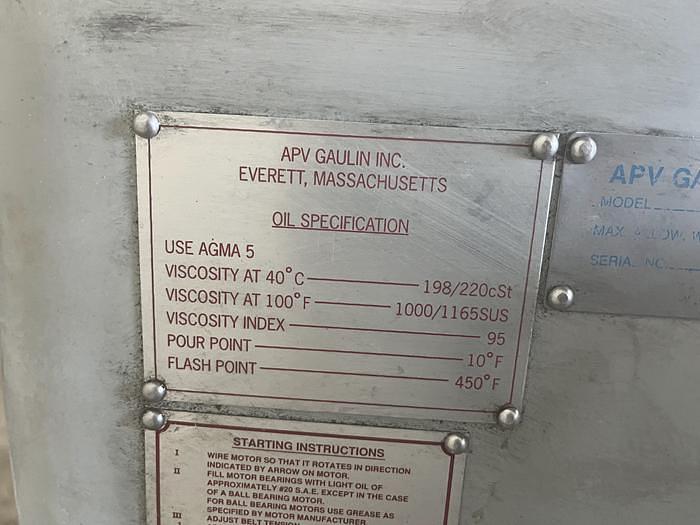 APV GAULIN INC.
EVERETT, MASSACHUSETTS
OIL SPECIFICATION
USE AGMA 5
VISCOSITY AT 40°C 198/220cSt
VISCOSITY AT 100°F 1000/1165SUS
VISCOSITY INDEX 95
POUR POINT 10°F
FLASH POINT 450°F
APV
MODEL
MAX.
SERIAL NO.
STARTING INSTRUCTIONS
I WIRE MOTOR SO THAT IT ROTATES IN DIRECTION
INDICATED BY ARROW ON MOTOR.
II FILL MOTOR BEARINGS WITH LIGHT OIL OF
APPROXIMATELY #20 S.A.E. EXCEPT IN THE CASE
OF A BALL BEARING MOTOR.
FOR BALL BEARING MOTORS USE GREASE AS
SPECIFIED BY MOTOR MANUFACTURER
III ADJUST BELT TENSION